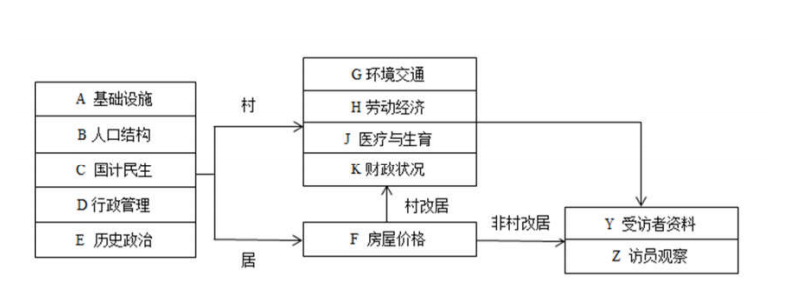 A 基础设施
B 人口结构
C 国计民生
D 行政管理
E 历史政治
村
居
G 环境交通
H 劳动经济
J 医疗与生育
K 财政状况
村改居
F 房屋价格
非村改居
Y 受访者资料
Z 访员观察